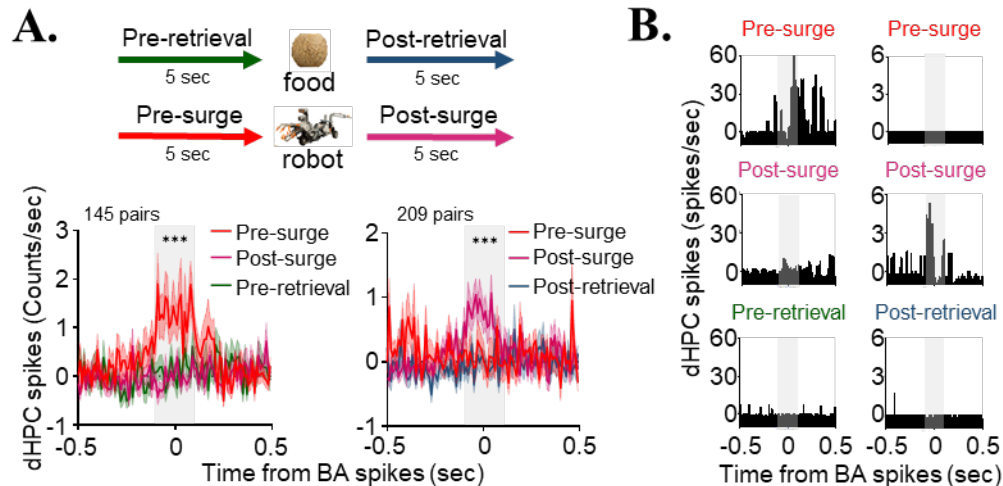 A.
Pre-retrieval
5 sec
food
Post-retrieval
5 sec
Pre-surge
5 sec
robot
Post-surge
5 sec
dHPC spikes (Counts/sec)
145 pairs
***
Pre-surge
Post-surge
Pre-retrieval
3
2
1
0
-1
-0.5 0 0.5
209 pairs
***
Pre-surge
Post-surge
Post-retrieval
2
1
0
-1
-0.5 0 0.5
Time from BA spikes (sec)
B.
dHPC spikes (spikes/sec)
Pre-surge
60
30
0
Pre-surge
6
3
0
Post-surge
60
30
0
Post-surge
6
3
0
Pre-retrieval
60
30
0
-0.5 0 0.5
Post-retrieval
6
3
0
-0.5 0 0.5
Time from BA spikes (sec)